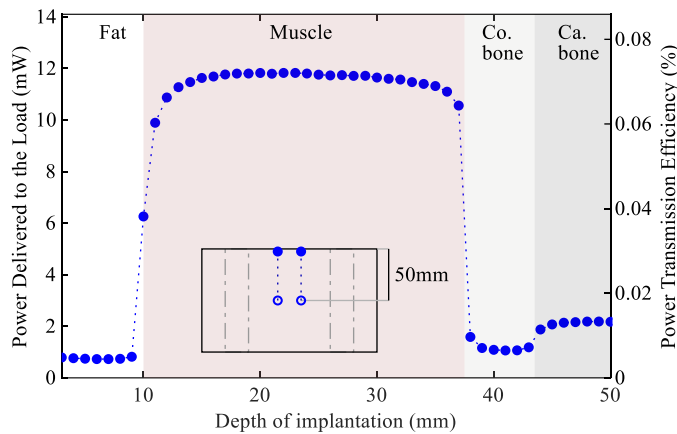 Fat
Muscle
Co.
bone
Ca.
bone
Power Delivered to the Load (mW)
14
12
10
8
6
4
2
0
0.08
0.06
0.04
0.02
0
Power Transmission Efficiency (%)
50mm
10
20
30
40
50
Depth of implantation (mm)